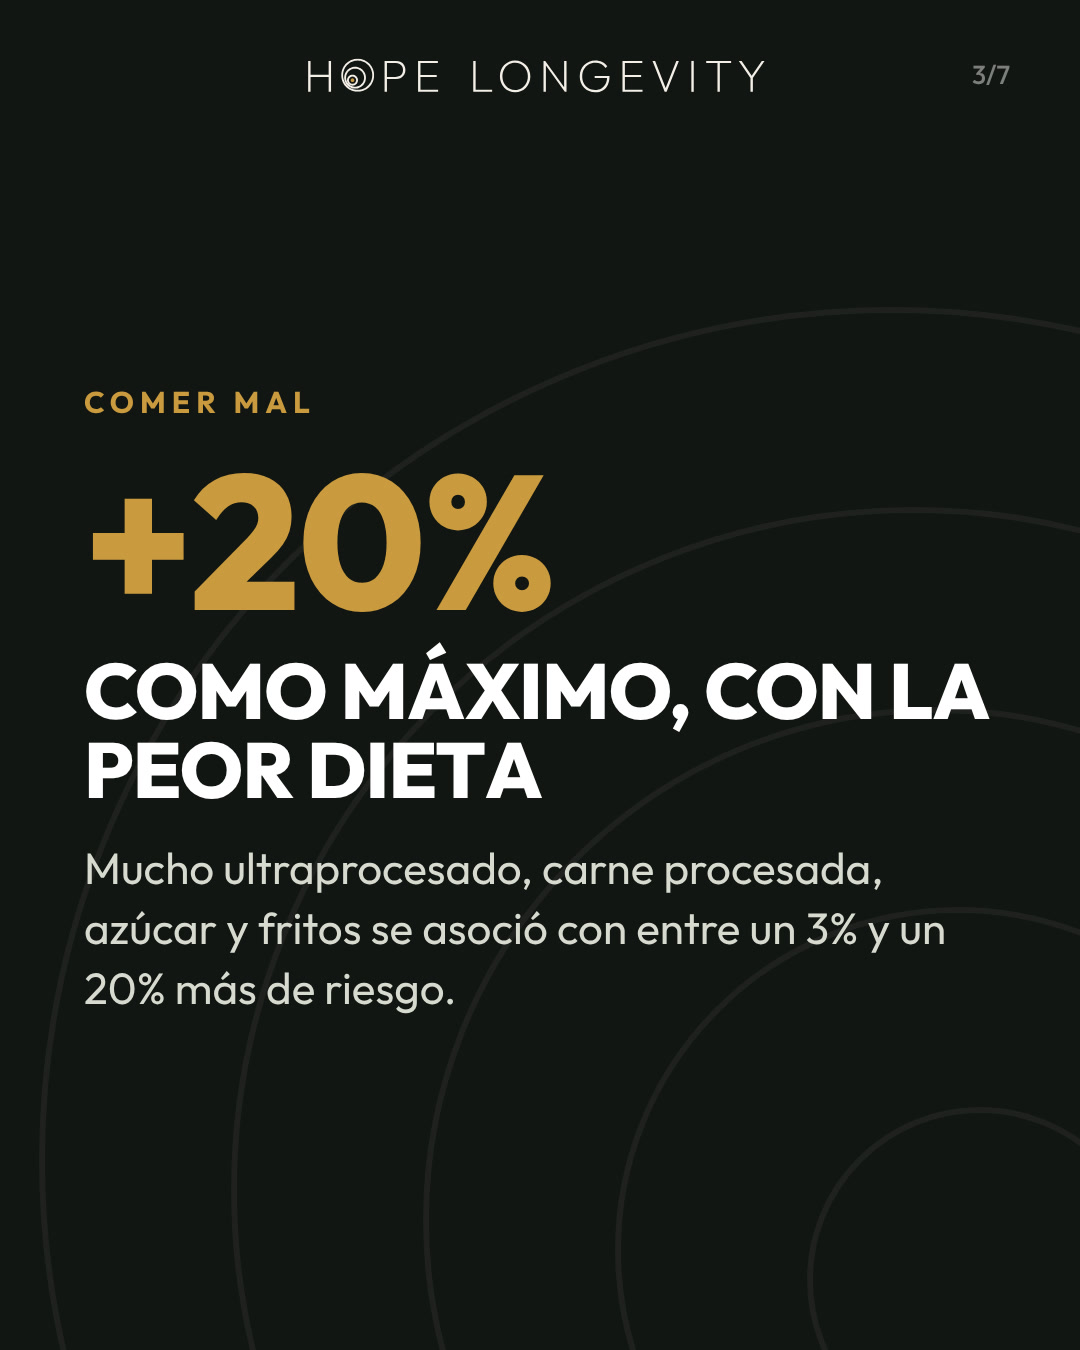 HOPE LONGEVITY
3/7
COMER MAL
+20%
COMO MÁXIMO, CON LA
PEOR DIETA
Mucho ultraprocesado, carne procesada,
azúcar y fritos se asoció con entre un 3% y un
20% más de riesgo.